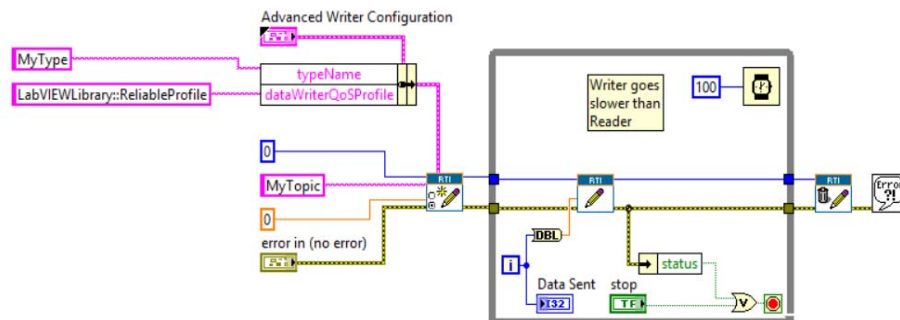 Advanced Writer Configuration
MyType
typeName
LabVIEWLibrary::ReliableProfile
dataWriterQoSProfile
Writer goes
slower than
Reader
100
0
RTI
RTI
RTI
MyTopic
Error
?!
0
error in (no error)
DBL
i
status
Data Sent
stop
I32
TF
V